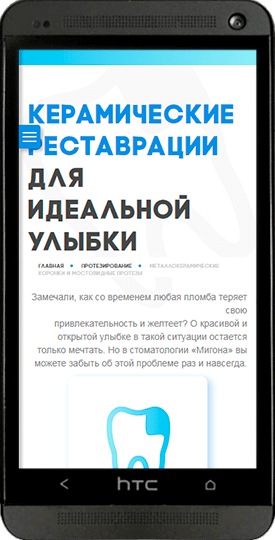 КЕРАМИЧЕСКИЕ
РЕСТАВРАЦИИ
ДЛЯ
ИДЕАЛЬНОЙ
УЛЫБКИ
ГЛАВНАЯ • ПРОТЕЗИРОВАНИЕ • МЕТАЛЛОКЕРАМИЧЕСКИЕ
КОРОНКИ И МОСТОВИДНЫЕ ПРОТЕЗЫ
Замечали, как со временем любая пломба теряет
свою
привлекательность и желтеет? О красивой и
открытой улыбке в такой ситуации остается
только мечтать. Но в стоматологии «Мигона» вы
можете забыть об этой проблеме раз и навсегда.
hTC